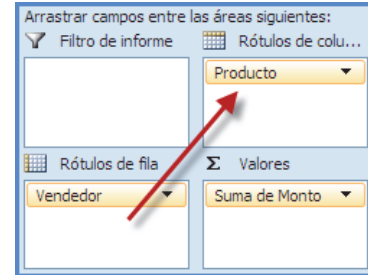 Arrastrar campos entre las áreas siguientes:
Filtro de informe
Rótulos de colu...
Producto
Rótulos de fila
Σ Valores
Vendedor
Suma de Monto